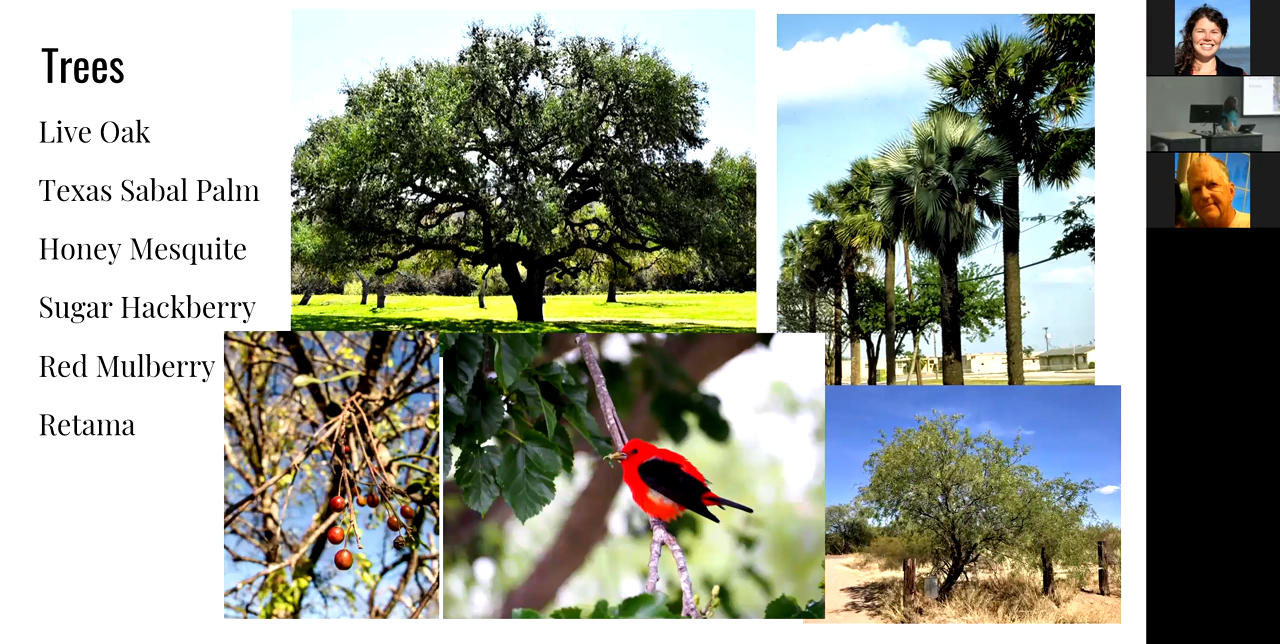 Trees
Live Oak
Texas Sabal Palm
Honey Mesquite
Sugar Hackberry
Red Mulberry
Retama